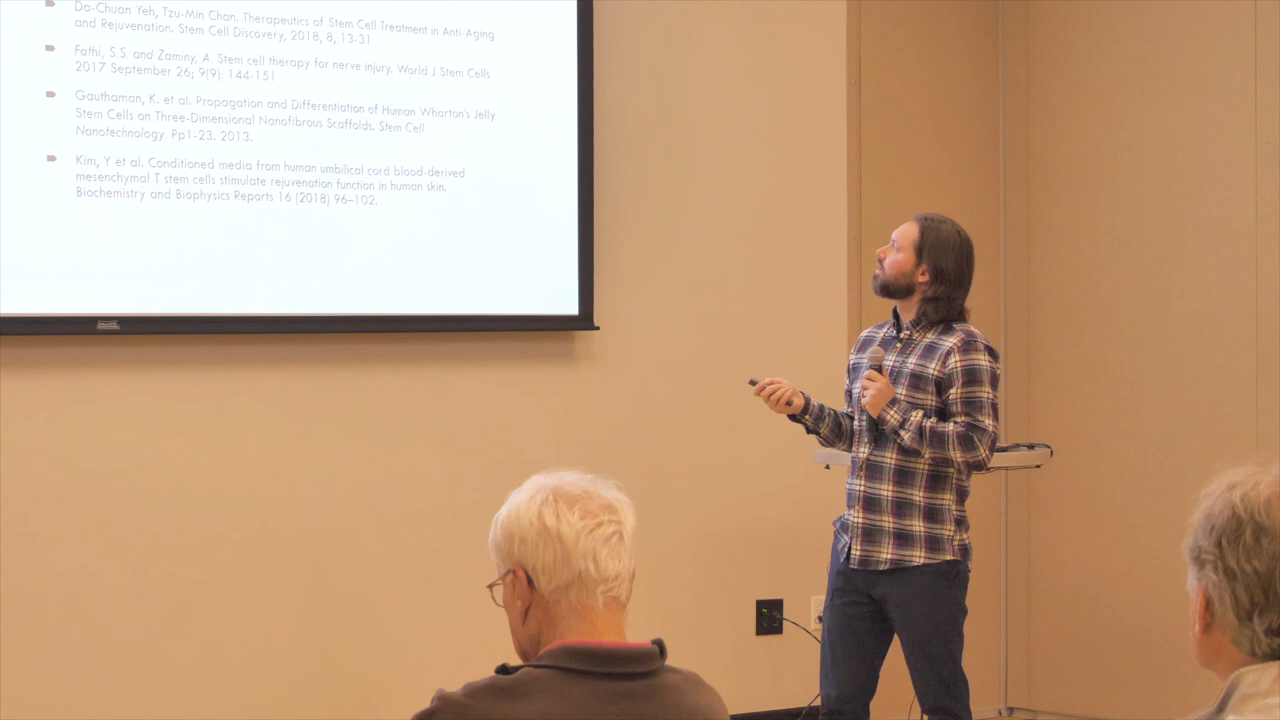 Da-Chuan Yeh, Tzu-Min Chan. Therapeutics of Stem Cell Treatment in Anti-Aging
and Rejuvenation. Stem Cell Discovery, 2018, 8, 13-31
Fathi, S.S. and Zaminy, A. Stem cell therapy for nerve injury. World J Stem Cells
2017 September 26; 9(9): 144-151
Gauthaman, K. et al. Propagation and Differentiation of Human Wharton's Jelly
Stem Cells on Three-Dimensional Nanofibrous Scaffolds. Stem Cell
Nanotechnology. Pp1-23. 2013.
Kim, Y et al. Conditioned media from human umbilical cord blood-derived
mesenchymal T stem cells stimulate rejuvenation function in human skin.
Biochemistry and Biophysics Reports 16 (2018) 96–102.